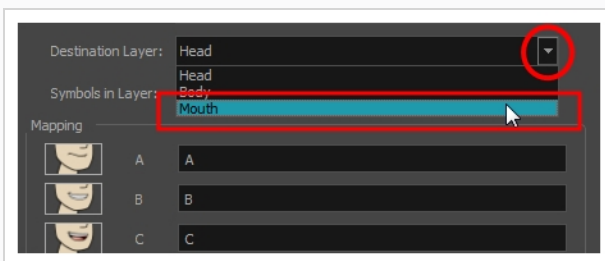 Destination Layer: Head
Head
Symbols in Layer: Body
Mouth
Mapping
A A
B B
C C